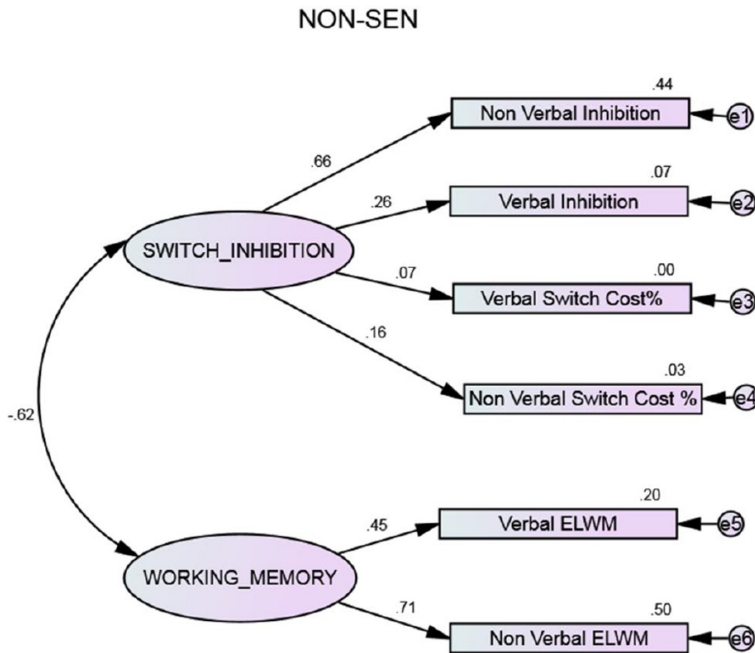 NON-SEN
.44
Non Verbal Inhibition
e1
.66
.07
Verbal Inhibition
e2
.26
SWITCH_INHIBITION
.07
.00
Verbal Switch Cost%
e3
.16
.03
Non Verbal Switch Cost %
e4
-.62
.20
Verbal ELWM
e5
.45
WORKING_MEMORY
.71
.50
Non Verbal ELWM
e6